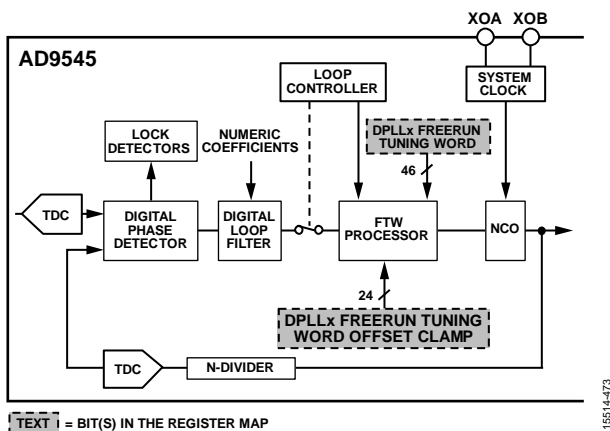 XOA XOB
AD9545
LOOP
CONTROLLER
SYSTEM
CLOCK
LOCK
DETECTORS
NUMERIC
COEFFICIENTS
DPLLx FREERUN
TUNING WORD
46
TDC
DIGITAL
PHASE
DETECTOR
DIGITAL
LOOP
FILTER
FTW
PROCESSOR
NCO
24
DPLLx FREERUN TUNING
WORD OFFSET CLAMP
TDC
N-DIVIDER
TEXT = BIT(S) IN THE REGISTER MAP
15514-473